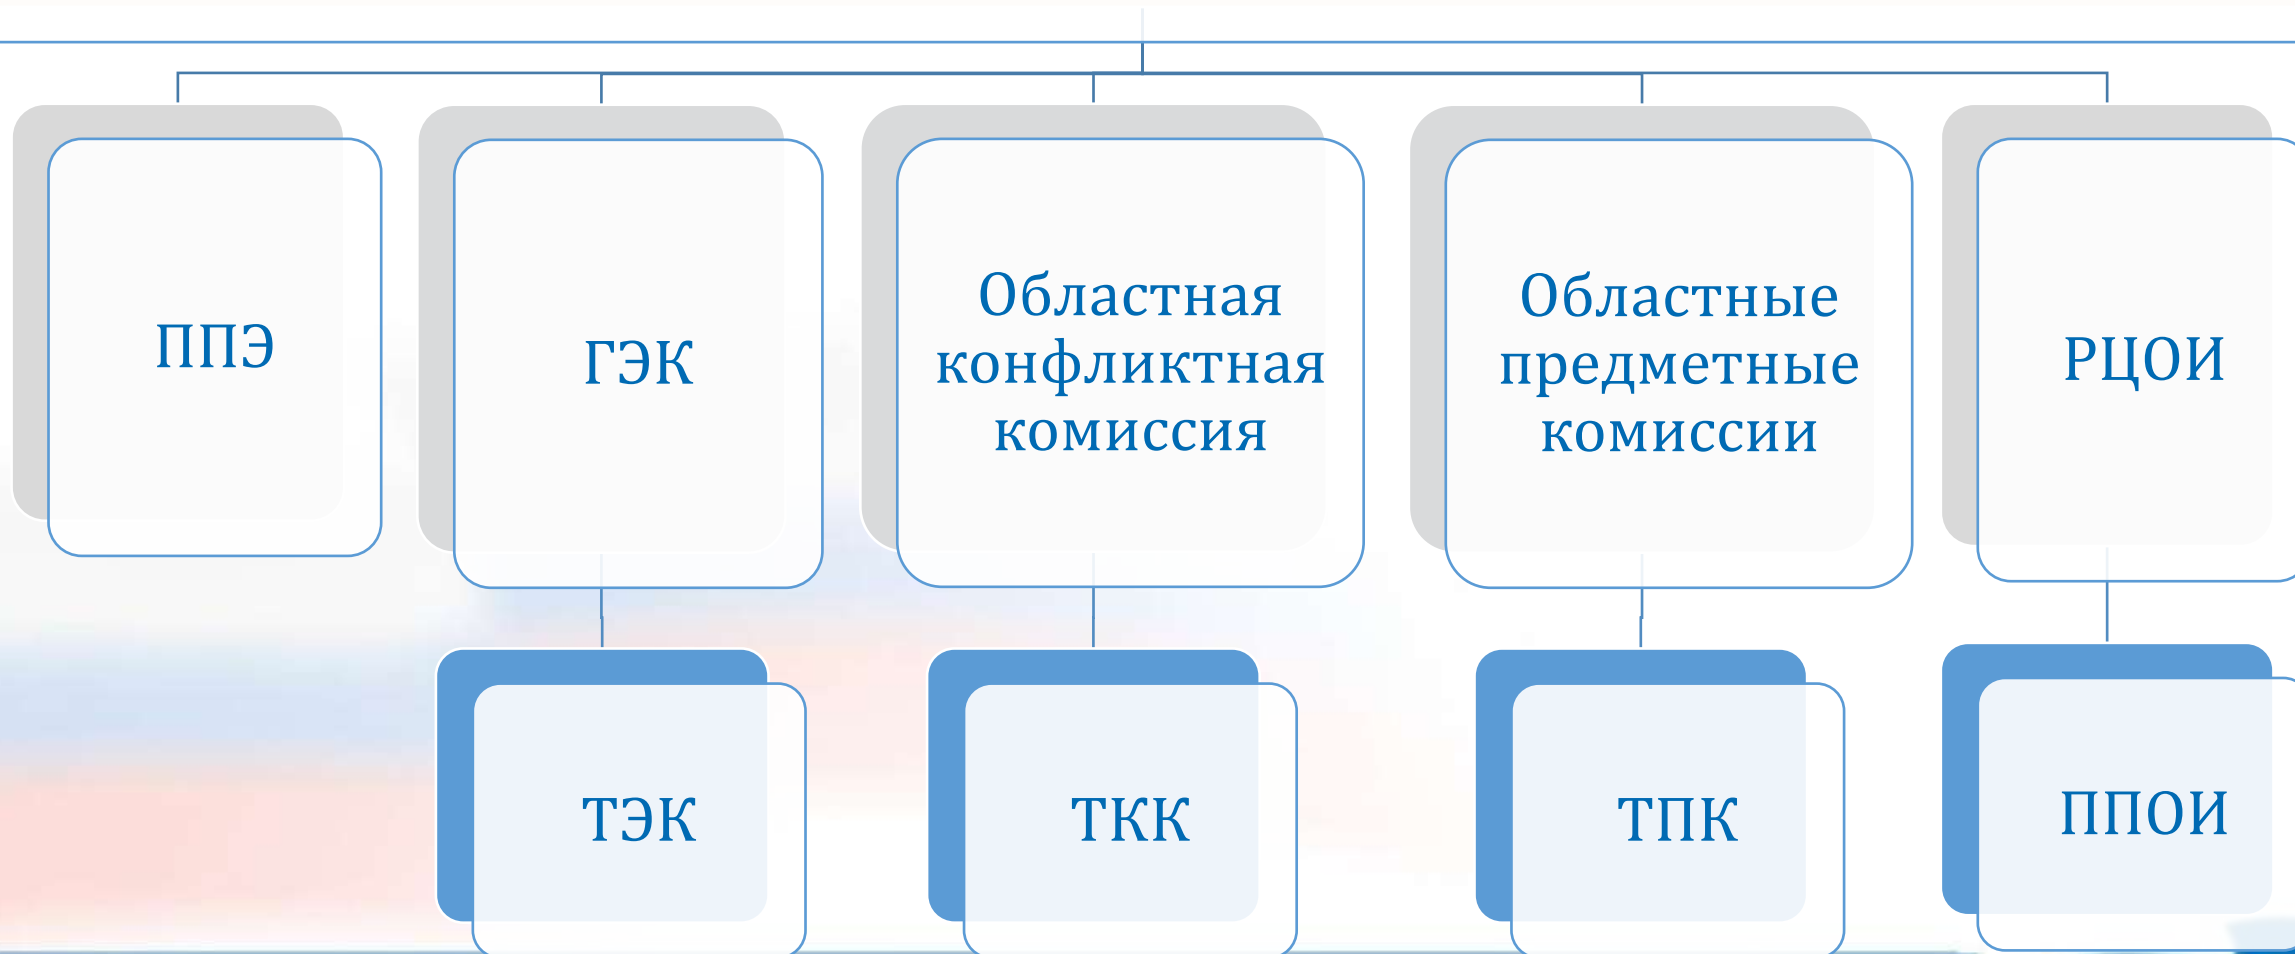 ППЭ
ГЭК
Областная
конфликтная
комиссия
Областные
предметные
комиссии
РЦОИ
ТЭК
ТКК
ТПК
ППОИ